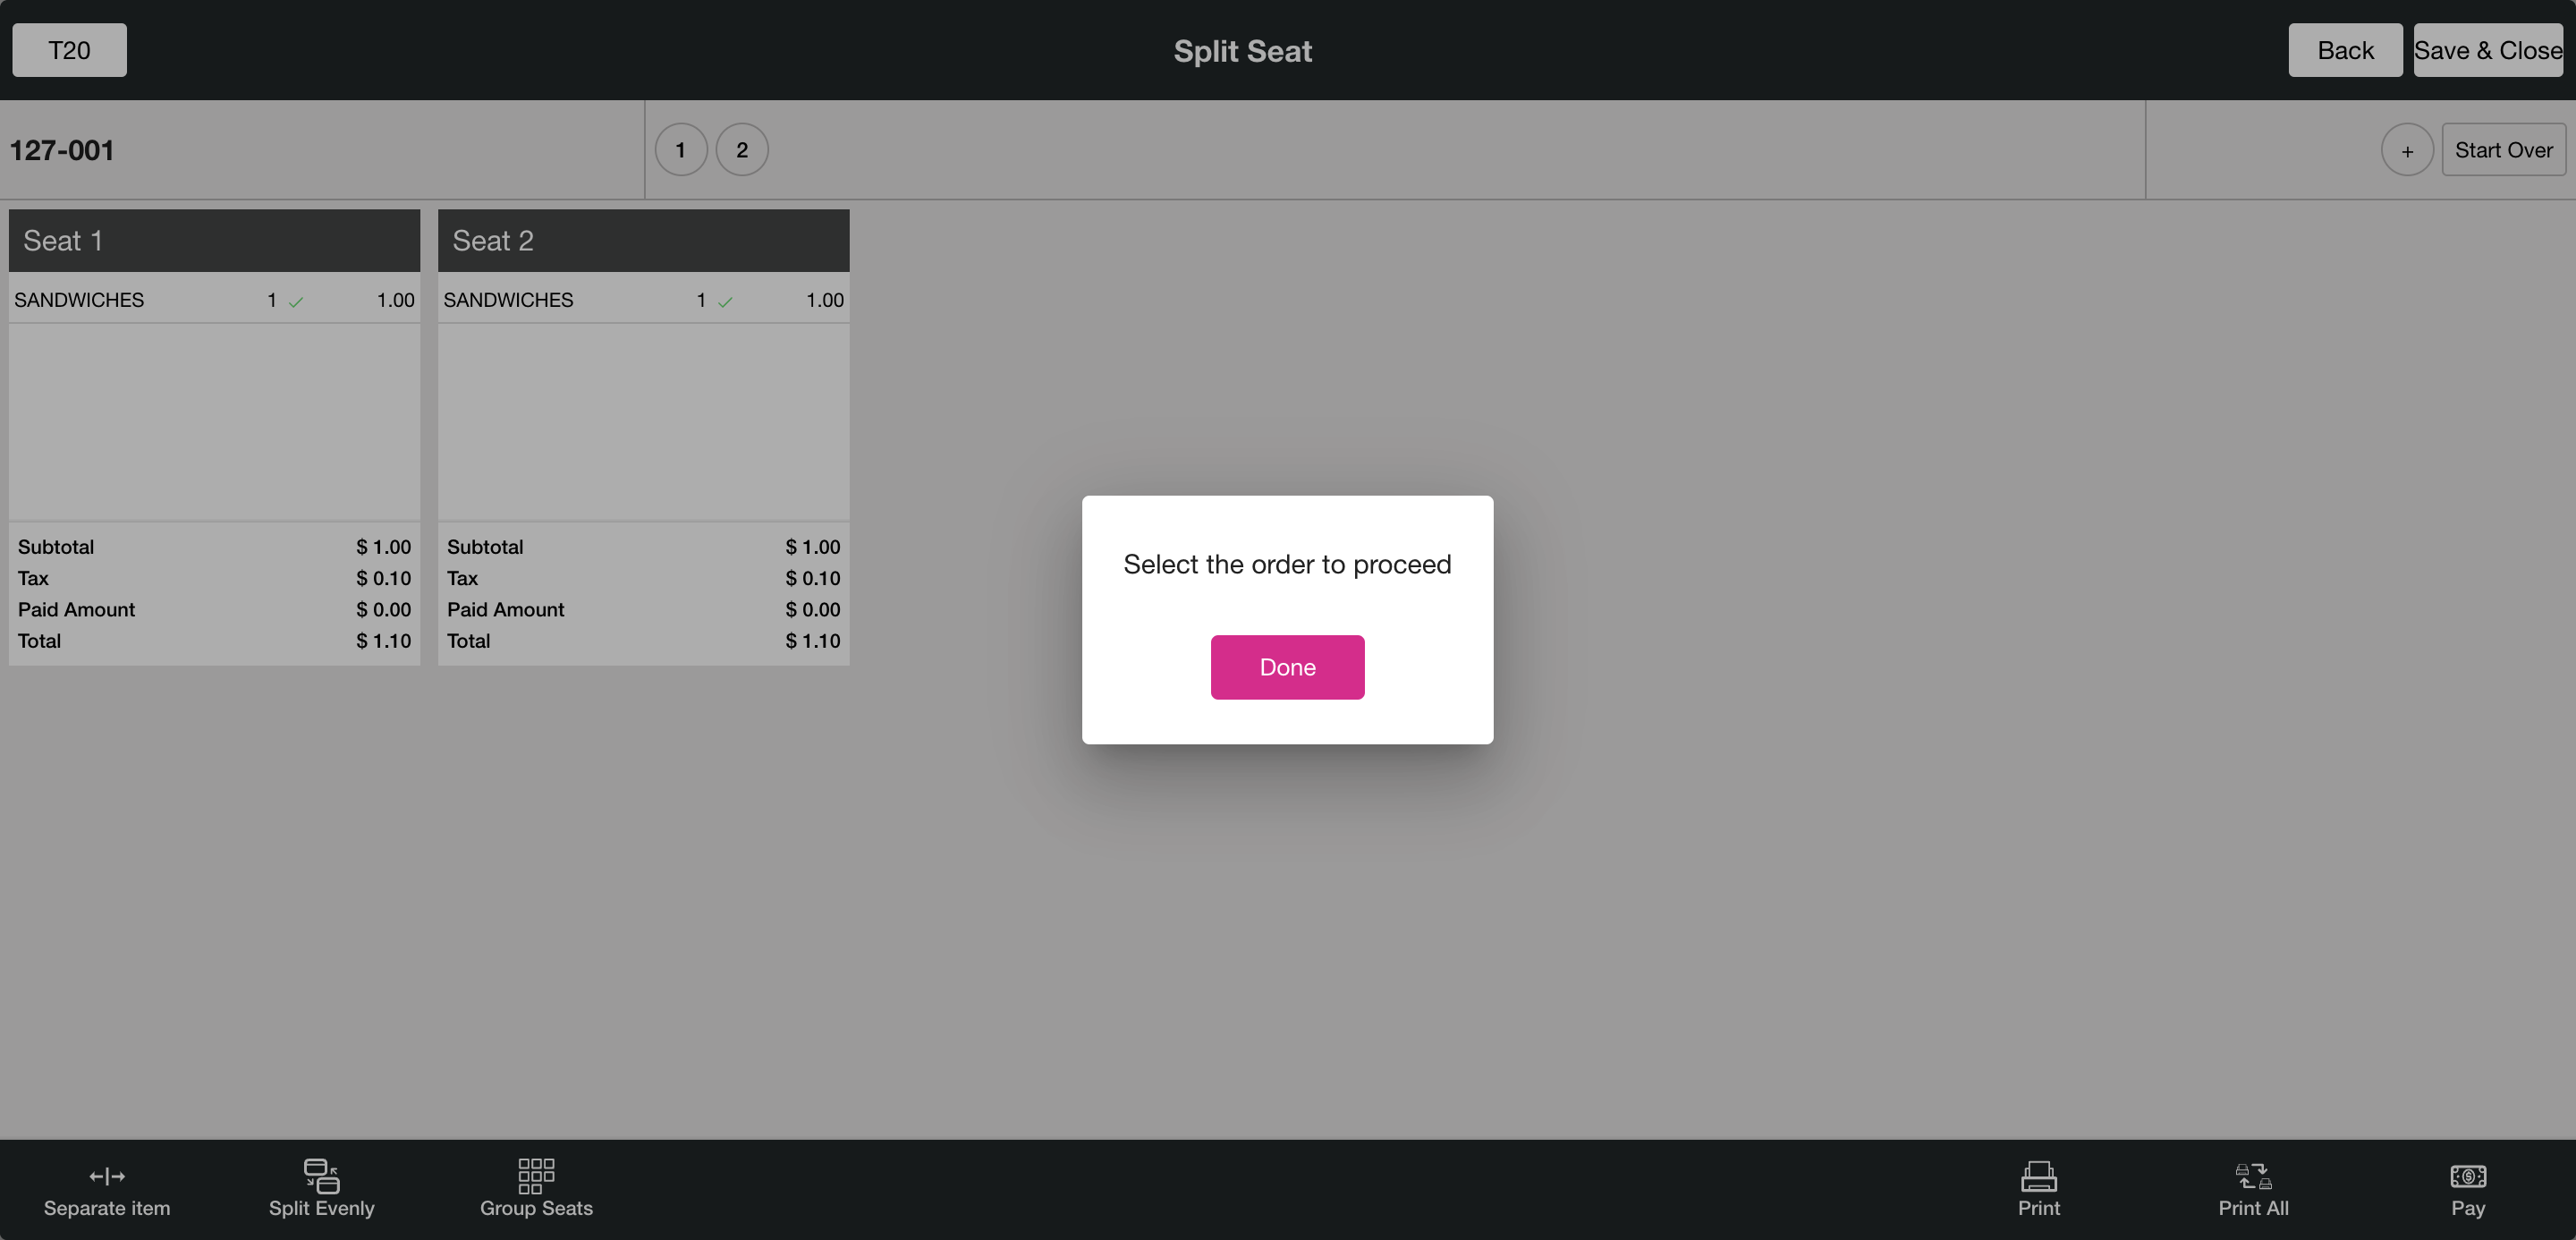 T20
Split Seat
Back
Save & Close
127-001
1
2
+
Start Over
Seat 1
SANDWICHES 1 1.00
Subtotal $ 1.00
Tax $ 0.10
Paid Amount $ 0.00
Total $ 1.10
Seat 2
SANDWICHES 1 1.00
Subtotal $ 1.00
Tax $ 0.10
Paid Amount $ 0.00
Total $ 1.10
Select the order to proceed
Done
Separate item
Split Evenly
Group Seats
Print
Print All
Pay